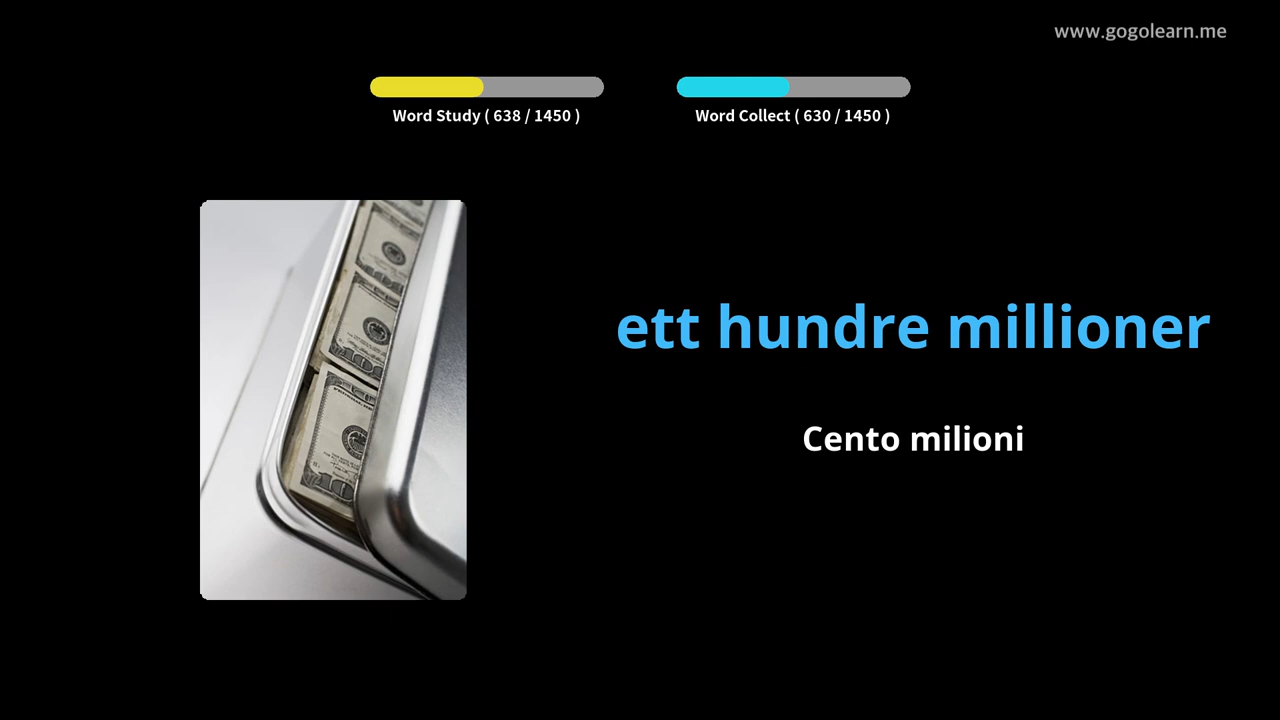 www.gogolearn.me
Word Study ( 638 / 1450 )
Word Collect ( 630 / 1450 )
ett hundre millioner
Cento milioni